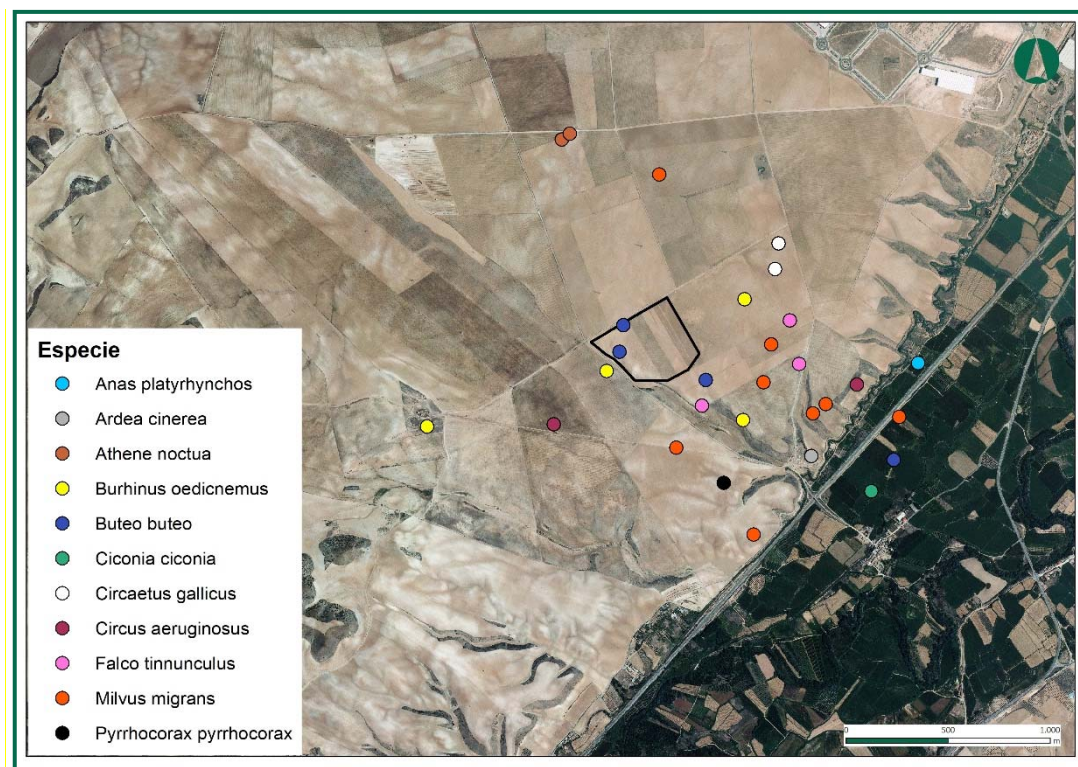 Especie
Anas platyrhynchos
Ardea cinerea
Athene noctua
Burhinus oedicnemus
Buteo buteo
Ciconia ciconia
Circaetus gallicus
Circus aeruginosus
Falco tinnunculus
Milvus migrans
Pyrrhocorax pyrrhocorax
0 500 1.000
m